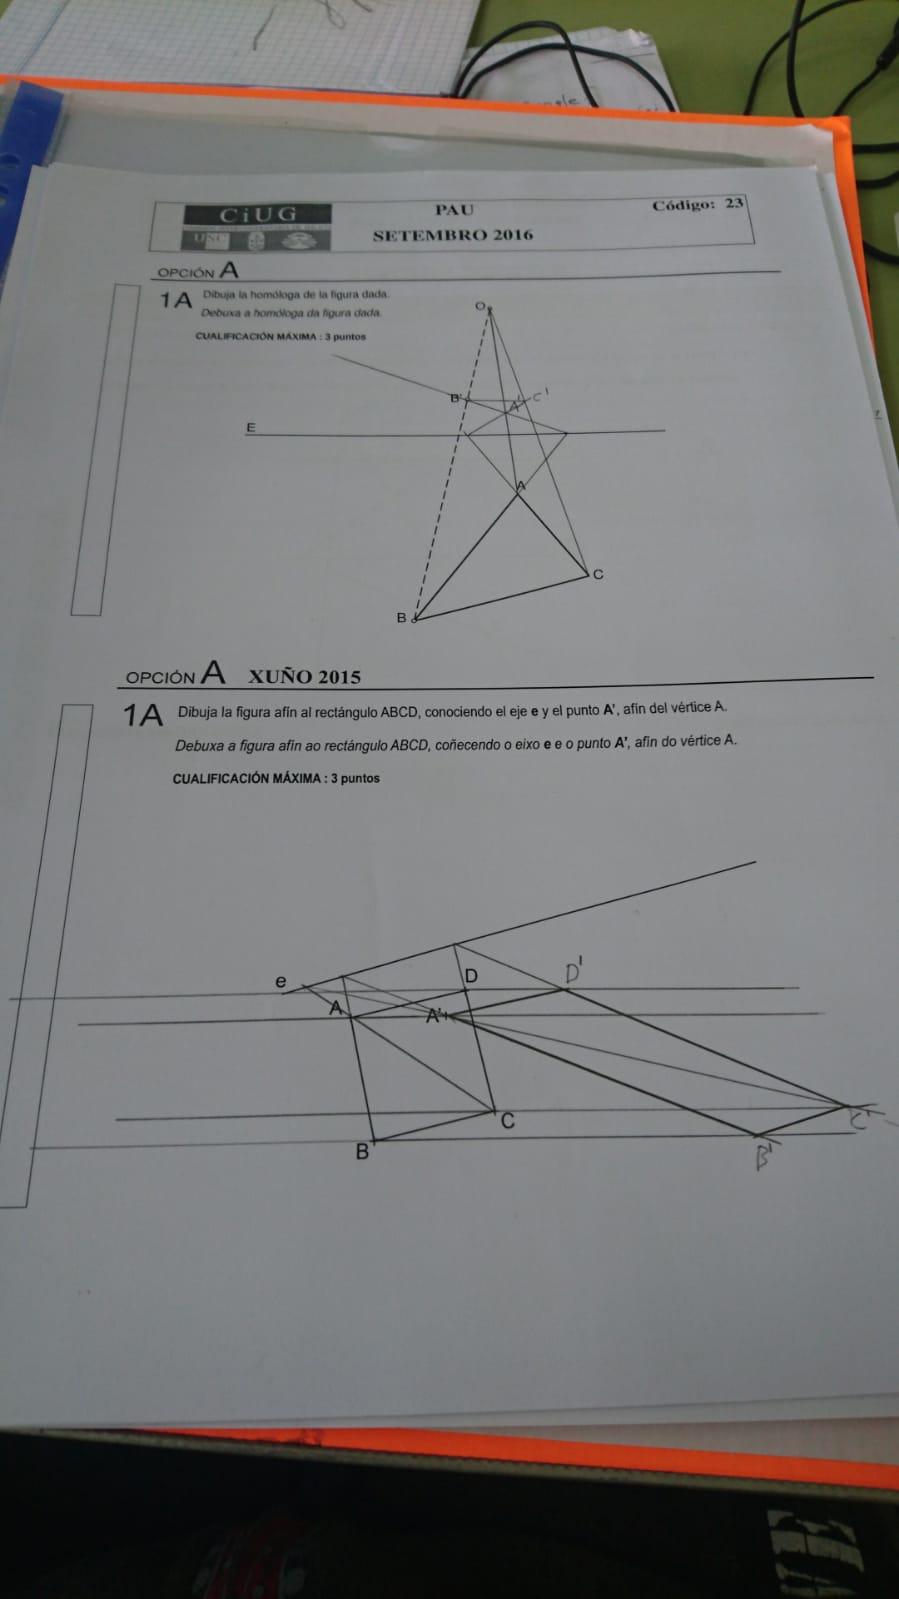 CiUG
PAU
Código: 23
USC
SETEMBRO 2016
OPCIÓN A
1A Dibuja la homóloga de la figura dada.
Debuxa a homóloga da figura dada.
CUALIFICACIÓN MÁXIMA : 3 puntos
O
B'
A'
C'
E
A
C
B
OPCIÓN A XUÑO 2015
1A Dibuja la figura afín al rectángulo ABCD, conociendo el eje e y el punto A', afin del vértice A.
Debuxa a figura afín ao rectángulo ABCD, coñecendo o eixo e e o punto A', afin do vértice A.
CUALIFICACIÓN MÁXIMA : 3 puntos
e
D
D'
A
A'
C
C'
B
B'